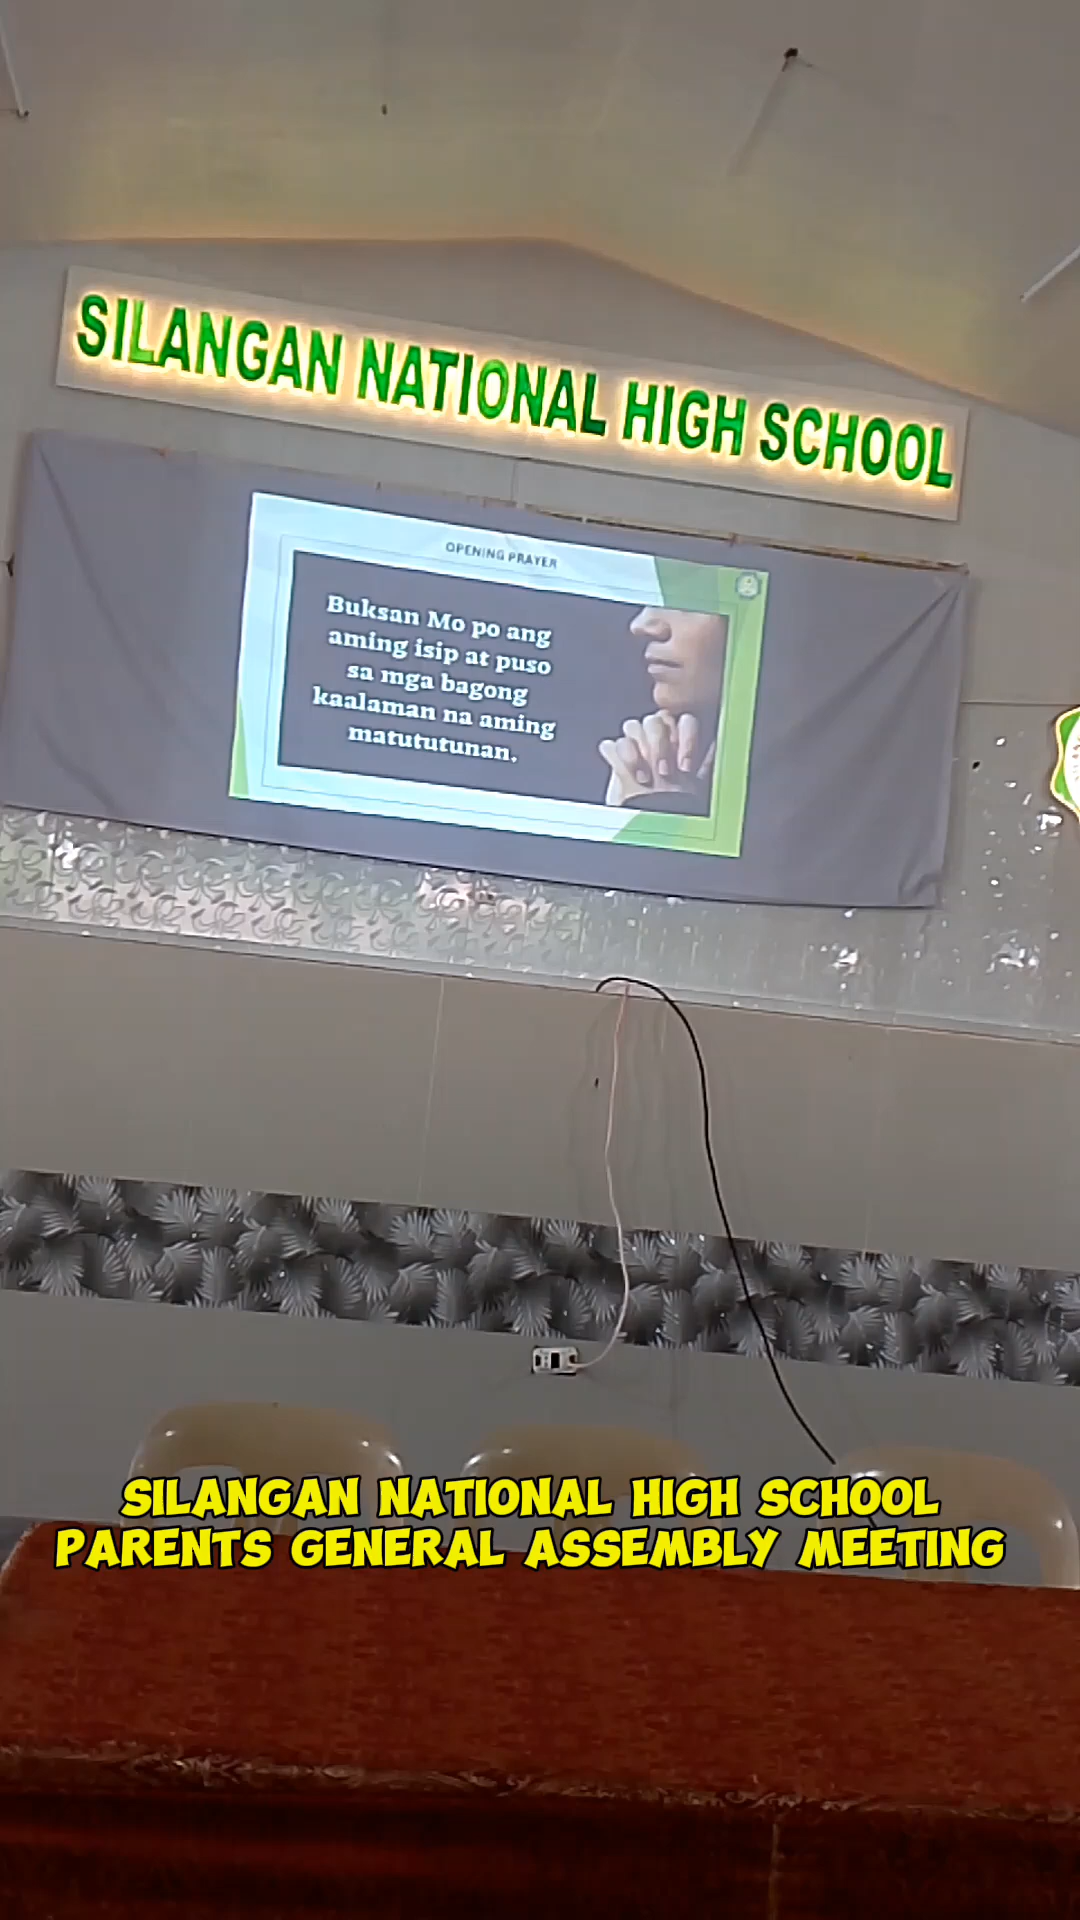 SILANGAN NATIONAL HIGH SCHOOL
OPENING PRAYER
Buksan Mo po ang
aming isip at puso
sa mga bagong
kaalaman na aming
matututunan.
SILANGAN NATIONAL HIGH SCHOOL
PARENTS GENERAL ASSEMBLY MEETING